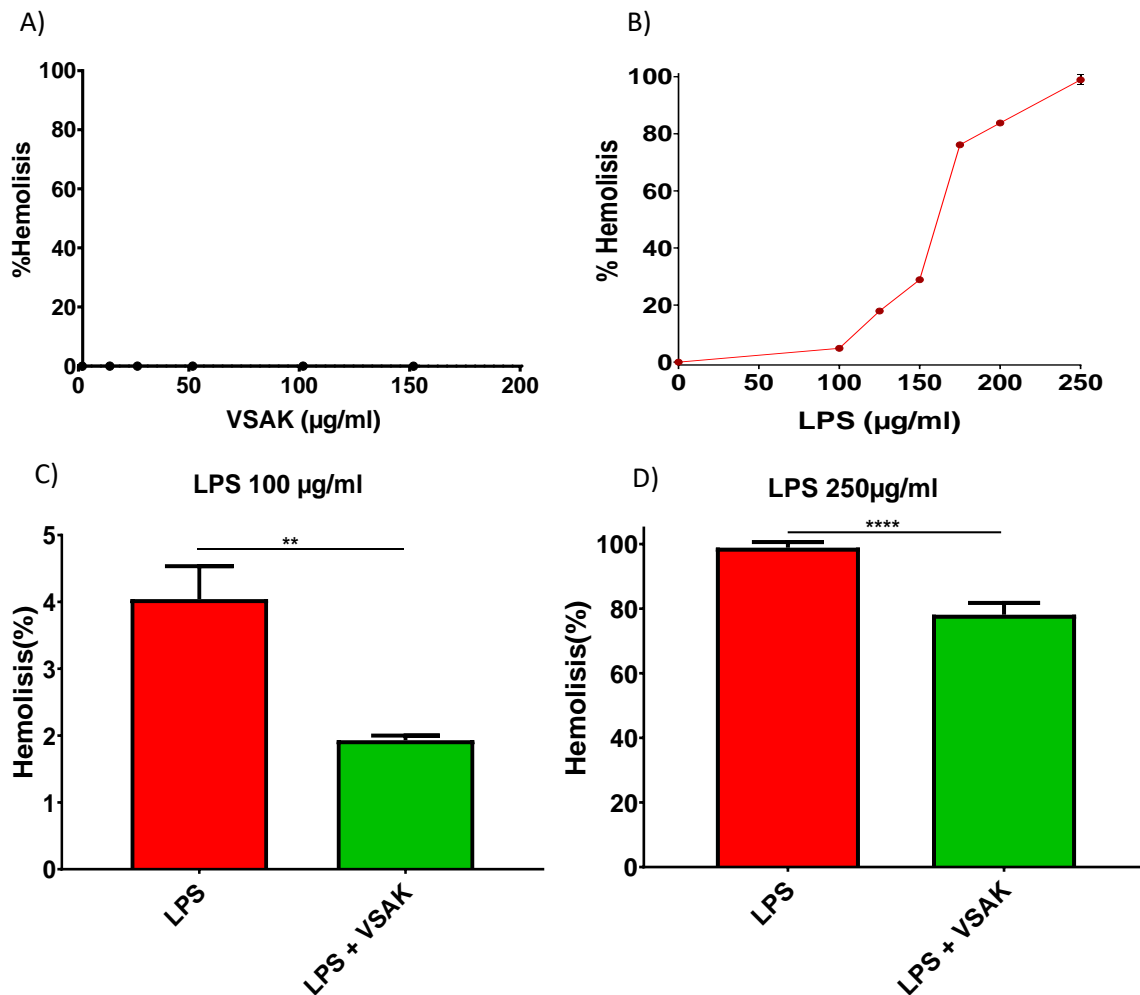 A)
100
80
60
40
20
0
%Hemolisis
0 50 100 150 200
VSAK (µg/ml)
B)
100
80
60
40
20
0
% Hemolisis
0 50 100 150 200 250
LPS (µg/ml)
C)
LPS 100 µg/ml
5
4
3
2
1
0
Hemolisis(%)
**
LPS
LPS + VSAK
D)
LPS 250µg/ml
100
80
60
40
20
0
Hemolisis(%)
****
LPS
LPS + VSAK